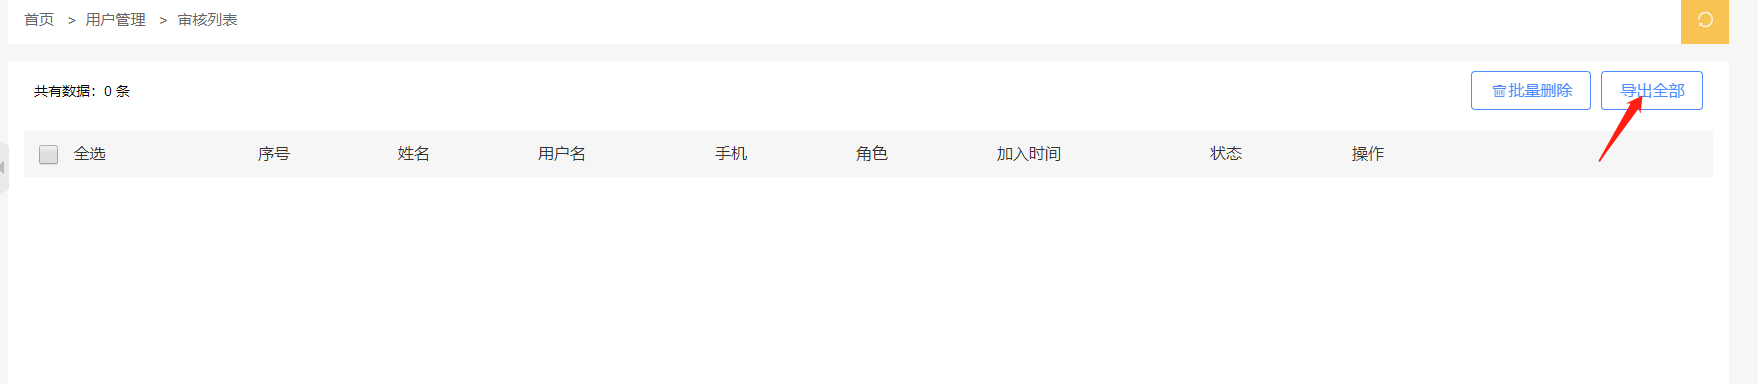 首页 > 用户管理 > 审核列表
共有数据：0 条
批量删除 导出全部
全选 序号 姓名 用户名 手机 角色 加入时间 状态 操作